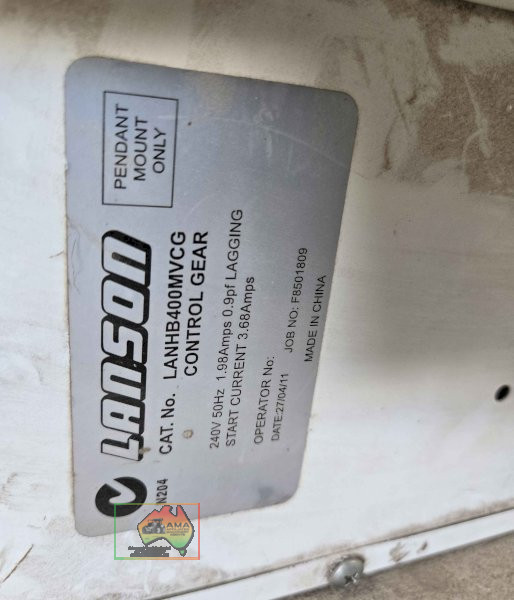 LANSON
PENDANT
MOUNT
ONLY
CAT. No. LANHB400MVCG
CONTROL GEAR
240V 50Hz 1.98Amps 0.9pf LAGGING
START CURRENT 3.68Amps
OPERATOR No:
DATE:27/04/11 JOB NO: F8501809
MADE IN CHINA
N204
AMA